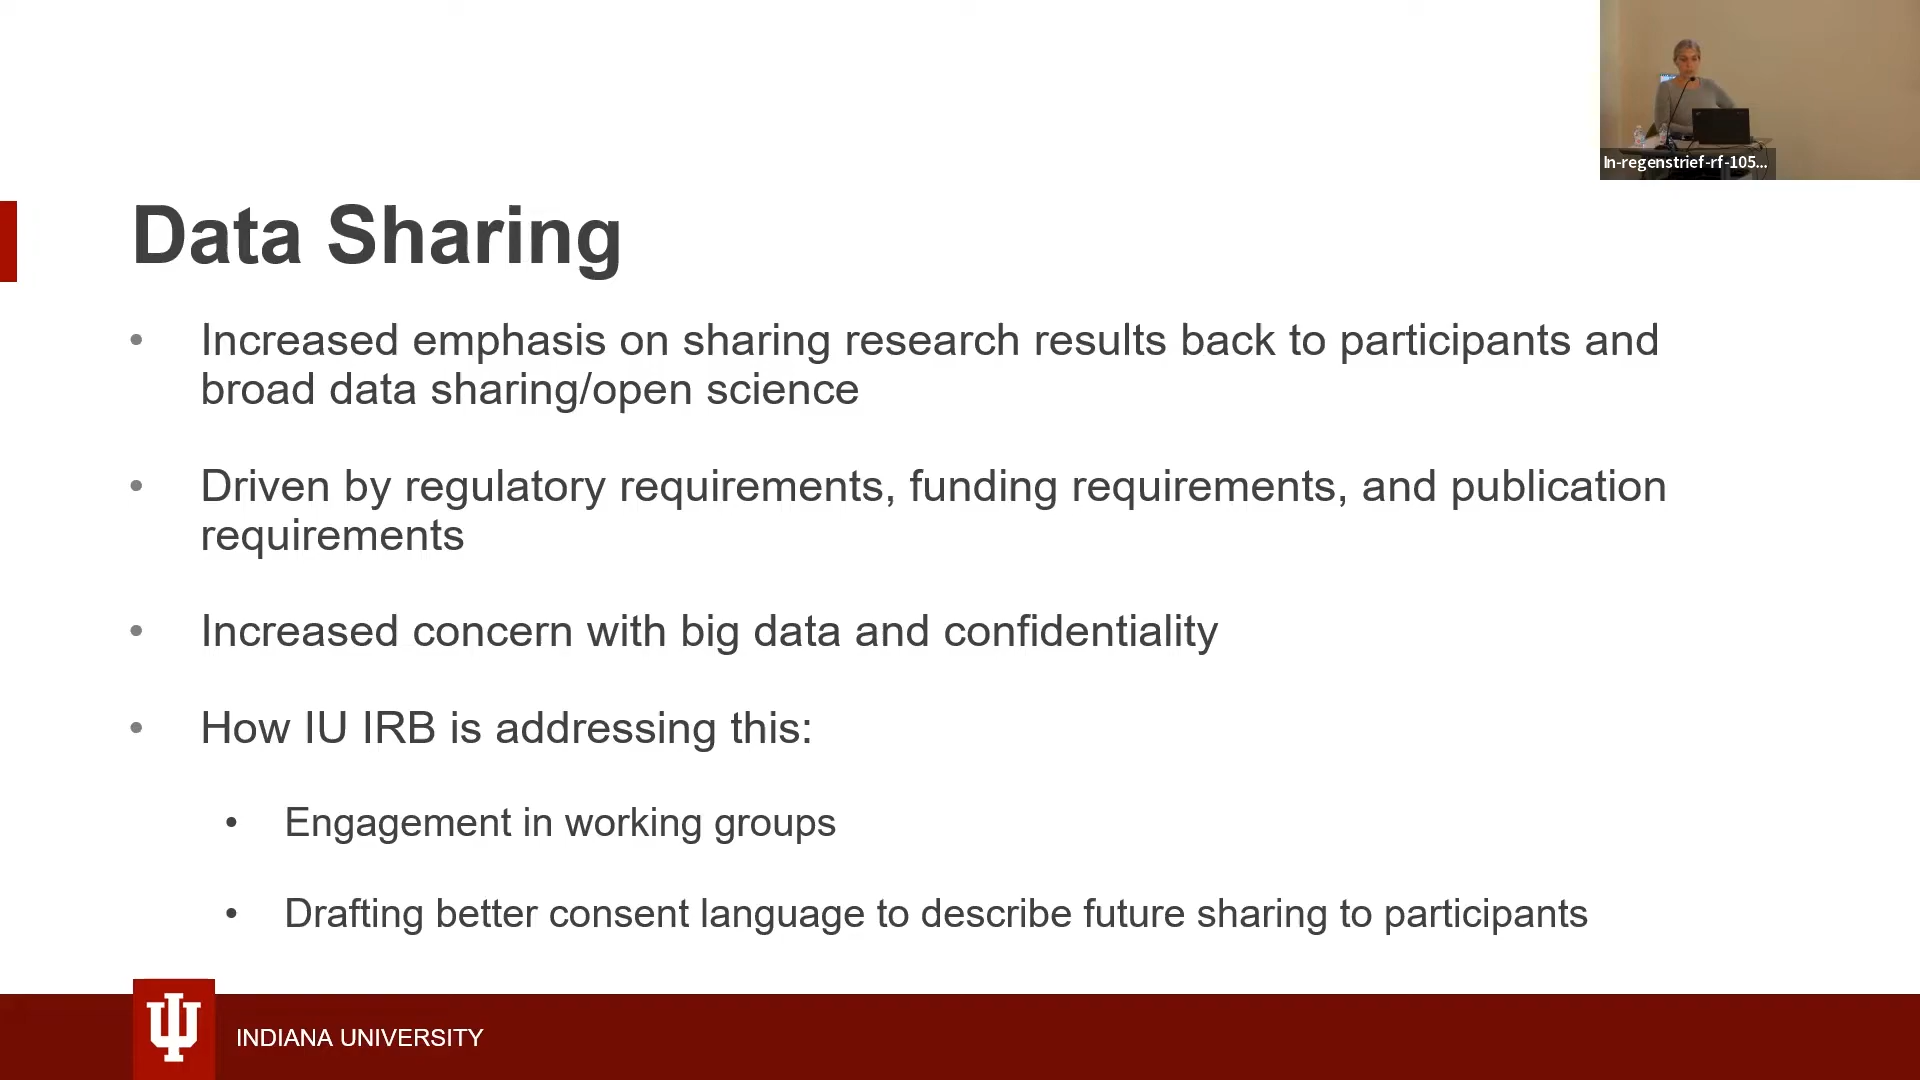 In-regenstrief-rf-105...
Data Sharing
• Increased emphasis on sharing research results back to participants and
broad data sharing/open science
• Driven by regulatory requirements, funding requirements, and publication
requirements
• Increased concern with big data and confidentiality
• How IU IRB is addressing this:
• Engagement in working groups
• Drafting better consent language to describe future sharing to participants
INDIANA UNIVERSITY